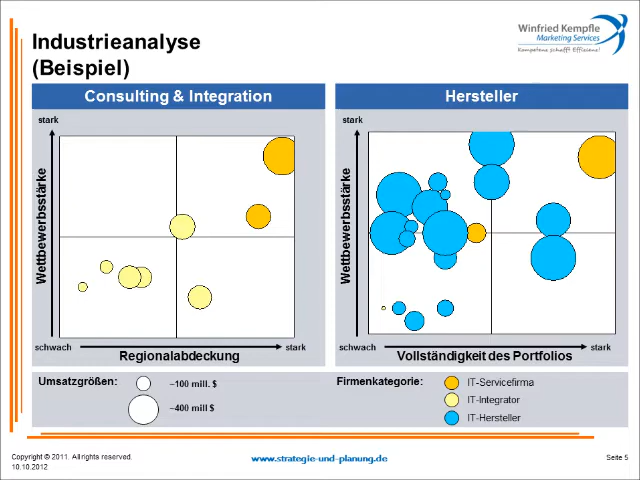 Industrieanalyse
(Beispiel)
Winfried Kempfle
Marketing Services
Kompetenz schafft Effizienz!
Consulting & Integration
Hersteller
stark
stark
Wettbewerbsstärke
Wettbewerbsstärke
schwach
stark
Regionalabdeckung
schwach
stark
Vollständigkeit des Portfolios
Umsatzgrößen:
~100 mill. $
~400 mill $
Firmenkategorie:
IT-Servicefirma
IT-Integrator
IT-Hersteller
Copyright © 2011. All rights reserved.
10.10.2012
www.strategie-und-planung.de
Seite 5